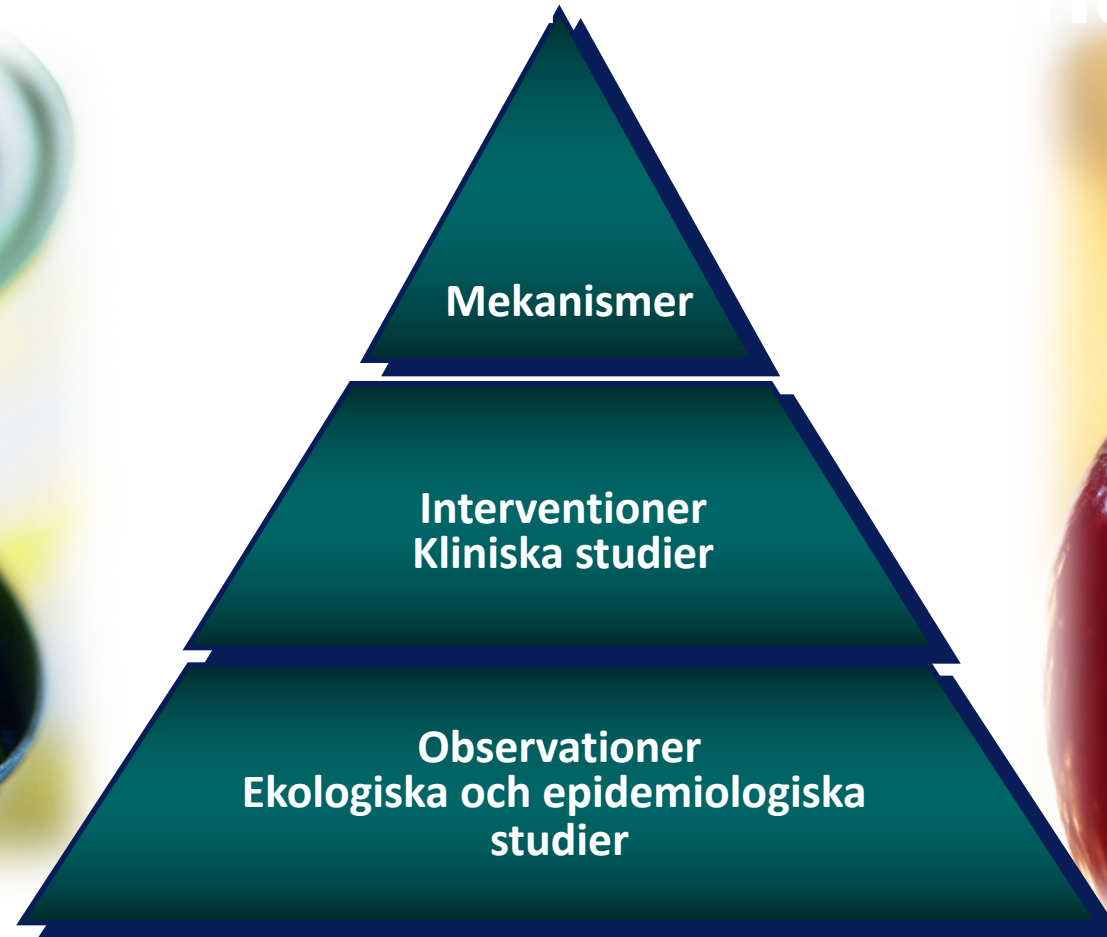 Mekanismer
Interventioner
Kliniska studier
Observationer
Ekologiska och epidemiologiska
studier